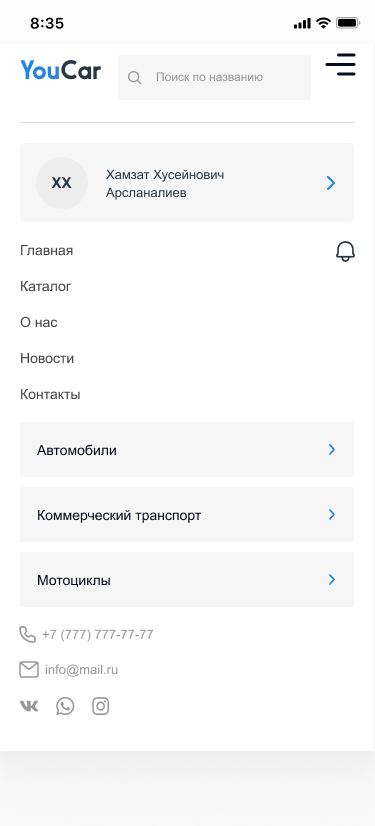 8:35
YouCar
Поиск по названию
ХХ
Хамзат Хусейнович
Арсланалиев
Главная
Каталог
О нас
Новости
Контакты
Автомобили
Коммерческий транспорт
Мотоциклы
+7 (777) 777-77-77
info@mail.ru